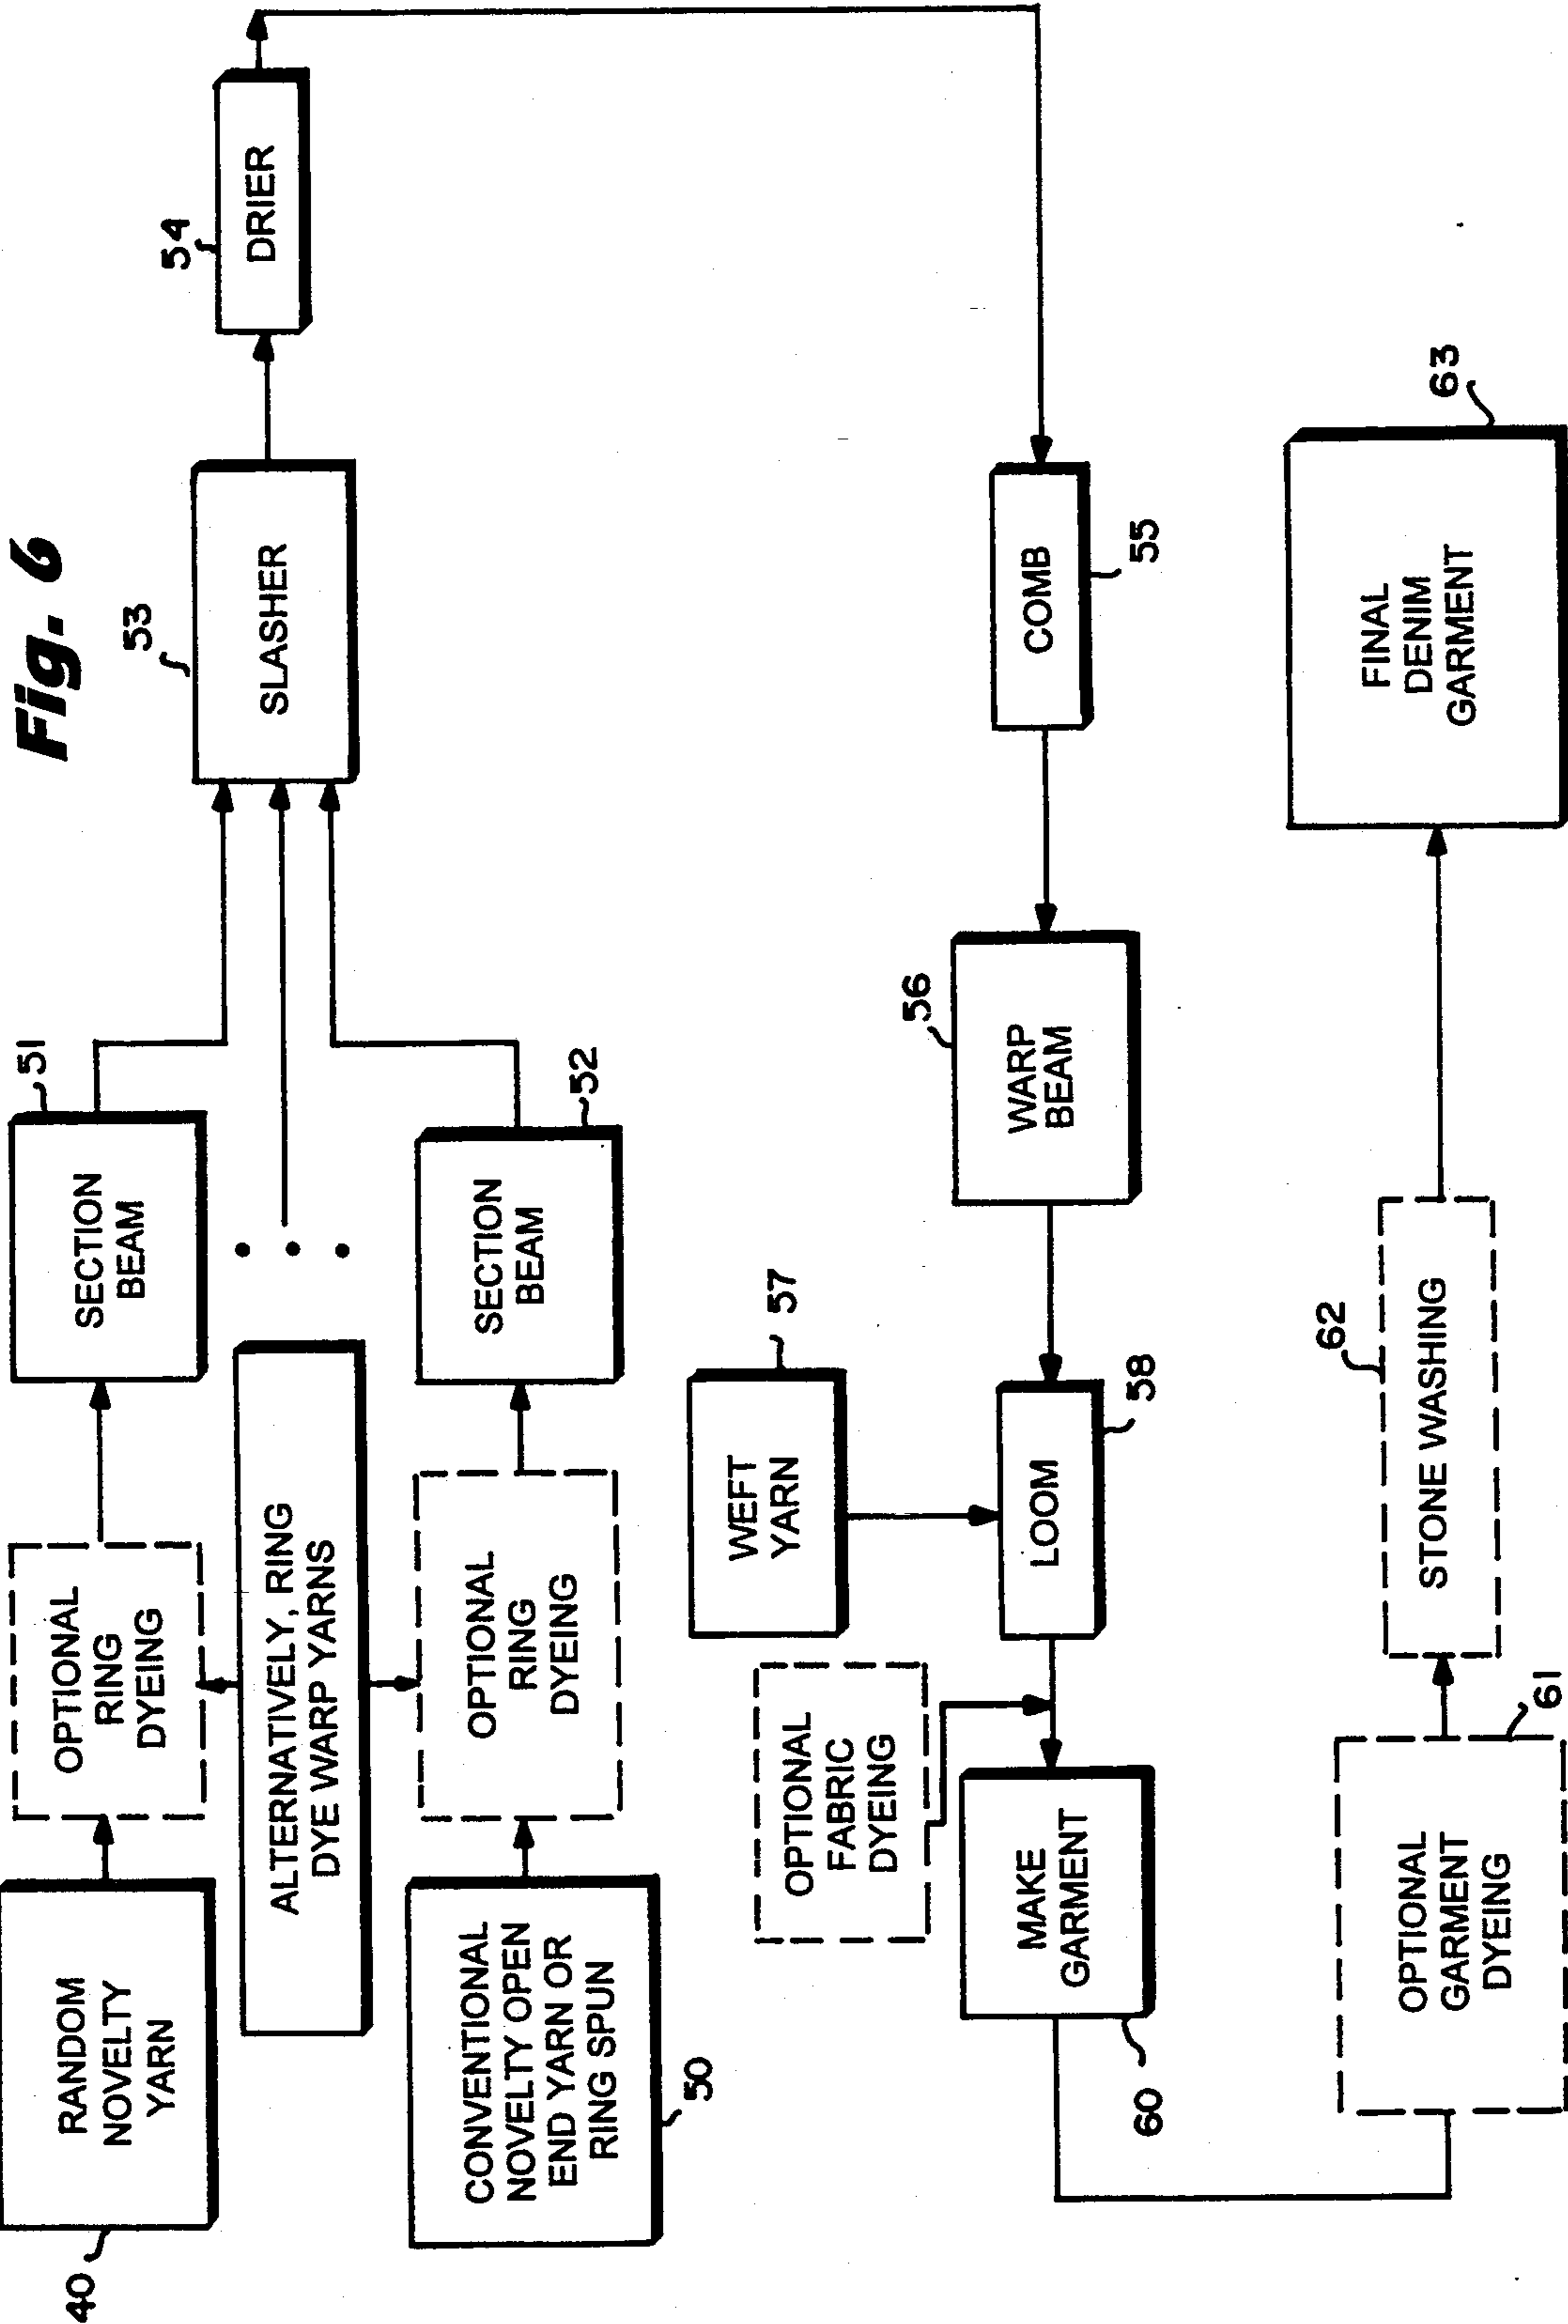 Fig. 6
40
RANDOM
NOVELTY
YARN
OPTIONAL
RING
DYEING
51
SECTION
BEAM
ALTERNATIVELY, RING
DYE WARP YARNS
CONVENTIONAL
NOVELTY OPEN
END YARN OR
RING SPUN
50
OPTIONAL
RING
DYEING
SECTION
BEAM
52
53
SLASHER
54
DRIER
COMB
55
56
WARP
BEAM
WEFT
YARN
57
LOOM
58
OPTIONAL
FABRIC
DYEING
MAKE
GARMENT
60
OPTIONAL
GARMENT
DYEING
61
62
STONE WASHING
FINAL
DENIM
GARMENT
63